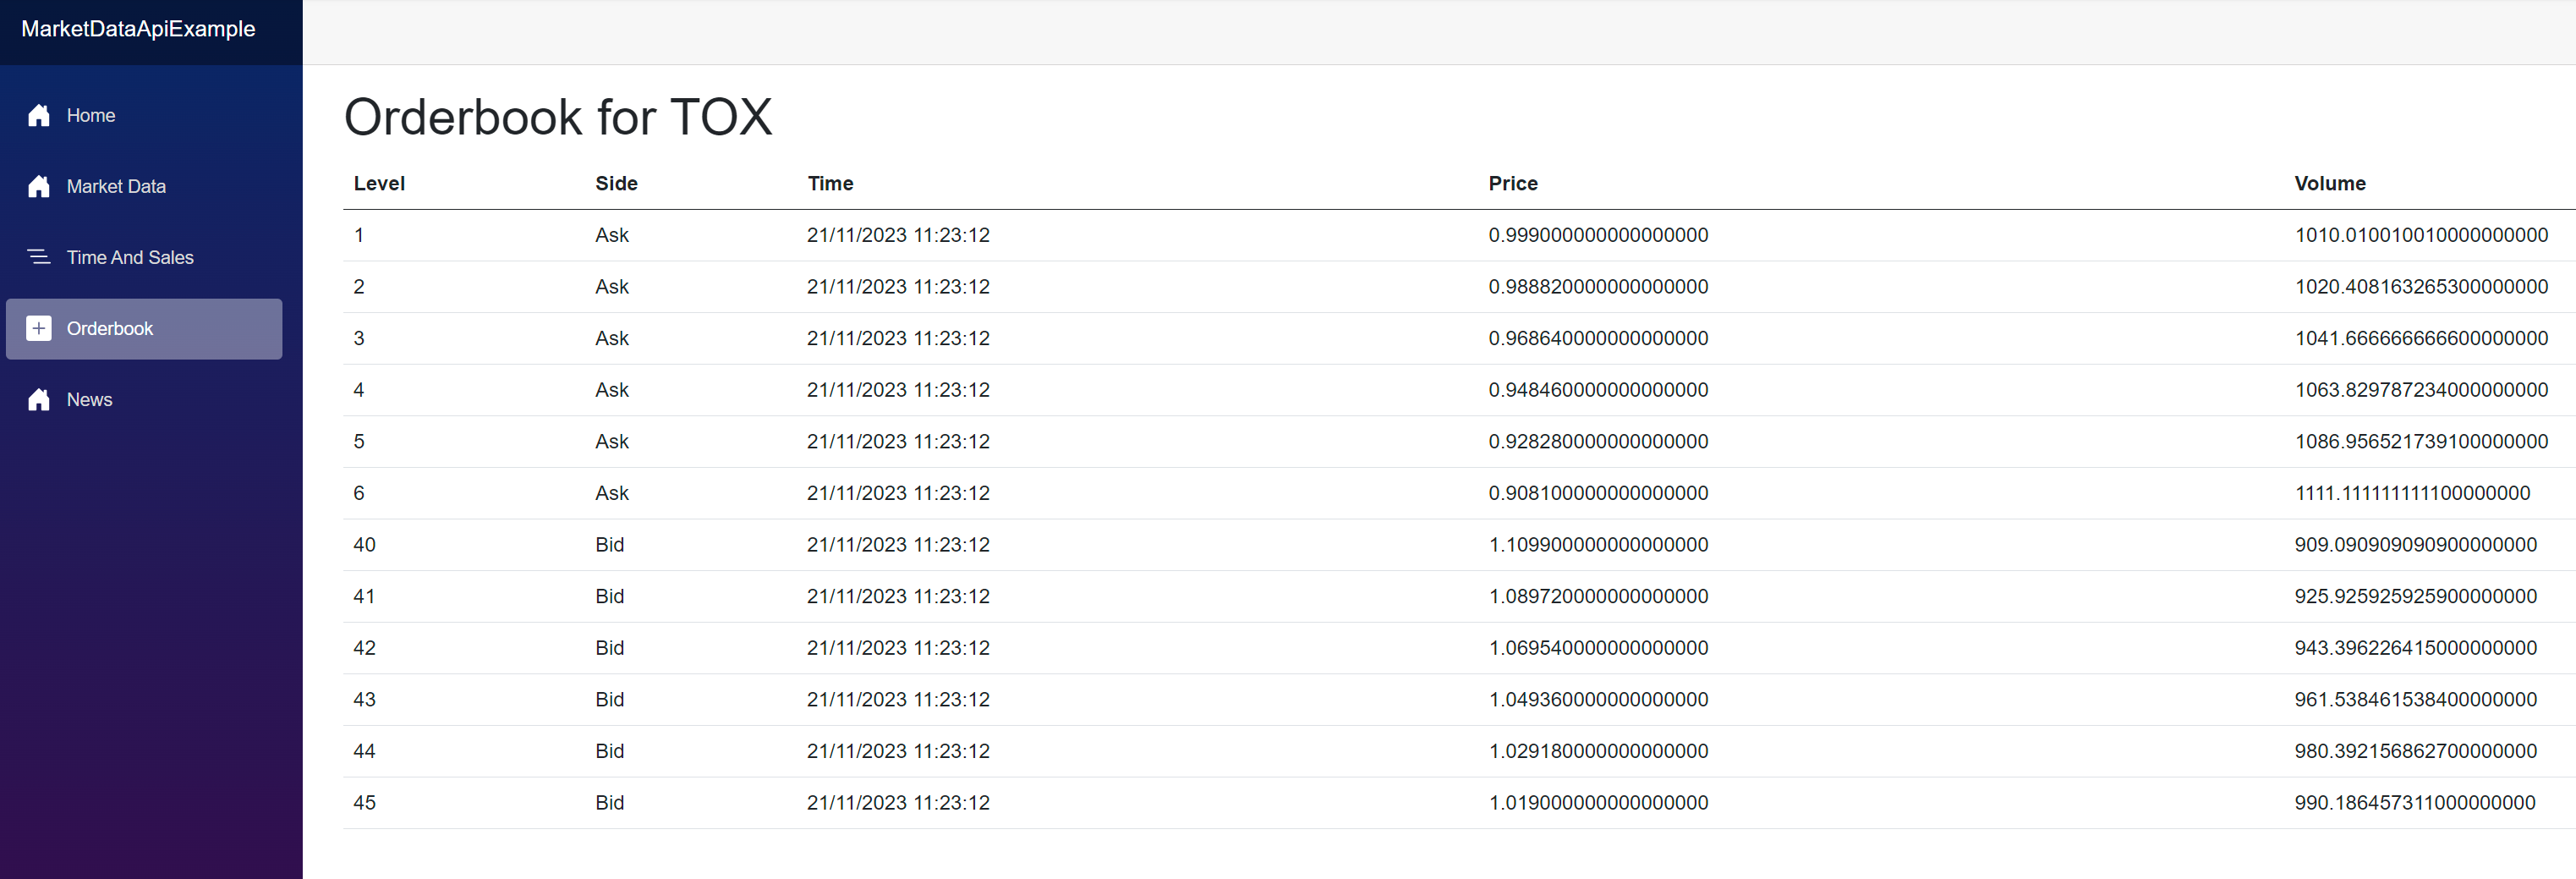 MarketDataApiExample
Home
Market Data
Time And Sales
Orderbook
News
Orderbook for TOX
Level Side Time Price Volume
1 Ask 21/11/2023 11:23:12 0.999000000000000000 1010.010010010000000000
2 Ask 21/11/2023 11:23:12 0.988820000000000000 1020.408163265300000000
3 Ask 21/11/2023 11:23:12 0.968640000000000000 1041.666666666600000000
4 Ask 21/11/2023 11:23:12 0.948460000000000000 1063.829787234000000000
5 Ask 21/11/2023 11:23:12 0.928280000000000000 1086.956521739100000000
6 Ask 21/11/2023 11:23:12 0.908100000000000000 1111.111111111100000000
40 Bid 21/11/2023 11:23:12 1.109900000000000000 909.090909090900000000
41 Bid 21/11/2023 11:23:12 1.089720000000000000 925.925925925900000000
42 Bid 21/11/2023 11:23:12 1.069540000000000000 943.396226415000000000
43 Bid 21/11/2023 11:23:12 1.049360000000000000 961.538461538400000000
44 Bid 21/11/2023 11:23:12 1.029180000000000000 980.392156862700000000
45 Bid 21/11/2023 11:23:12 1.019000000000000000 990.186457311000000000